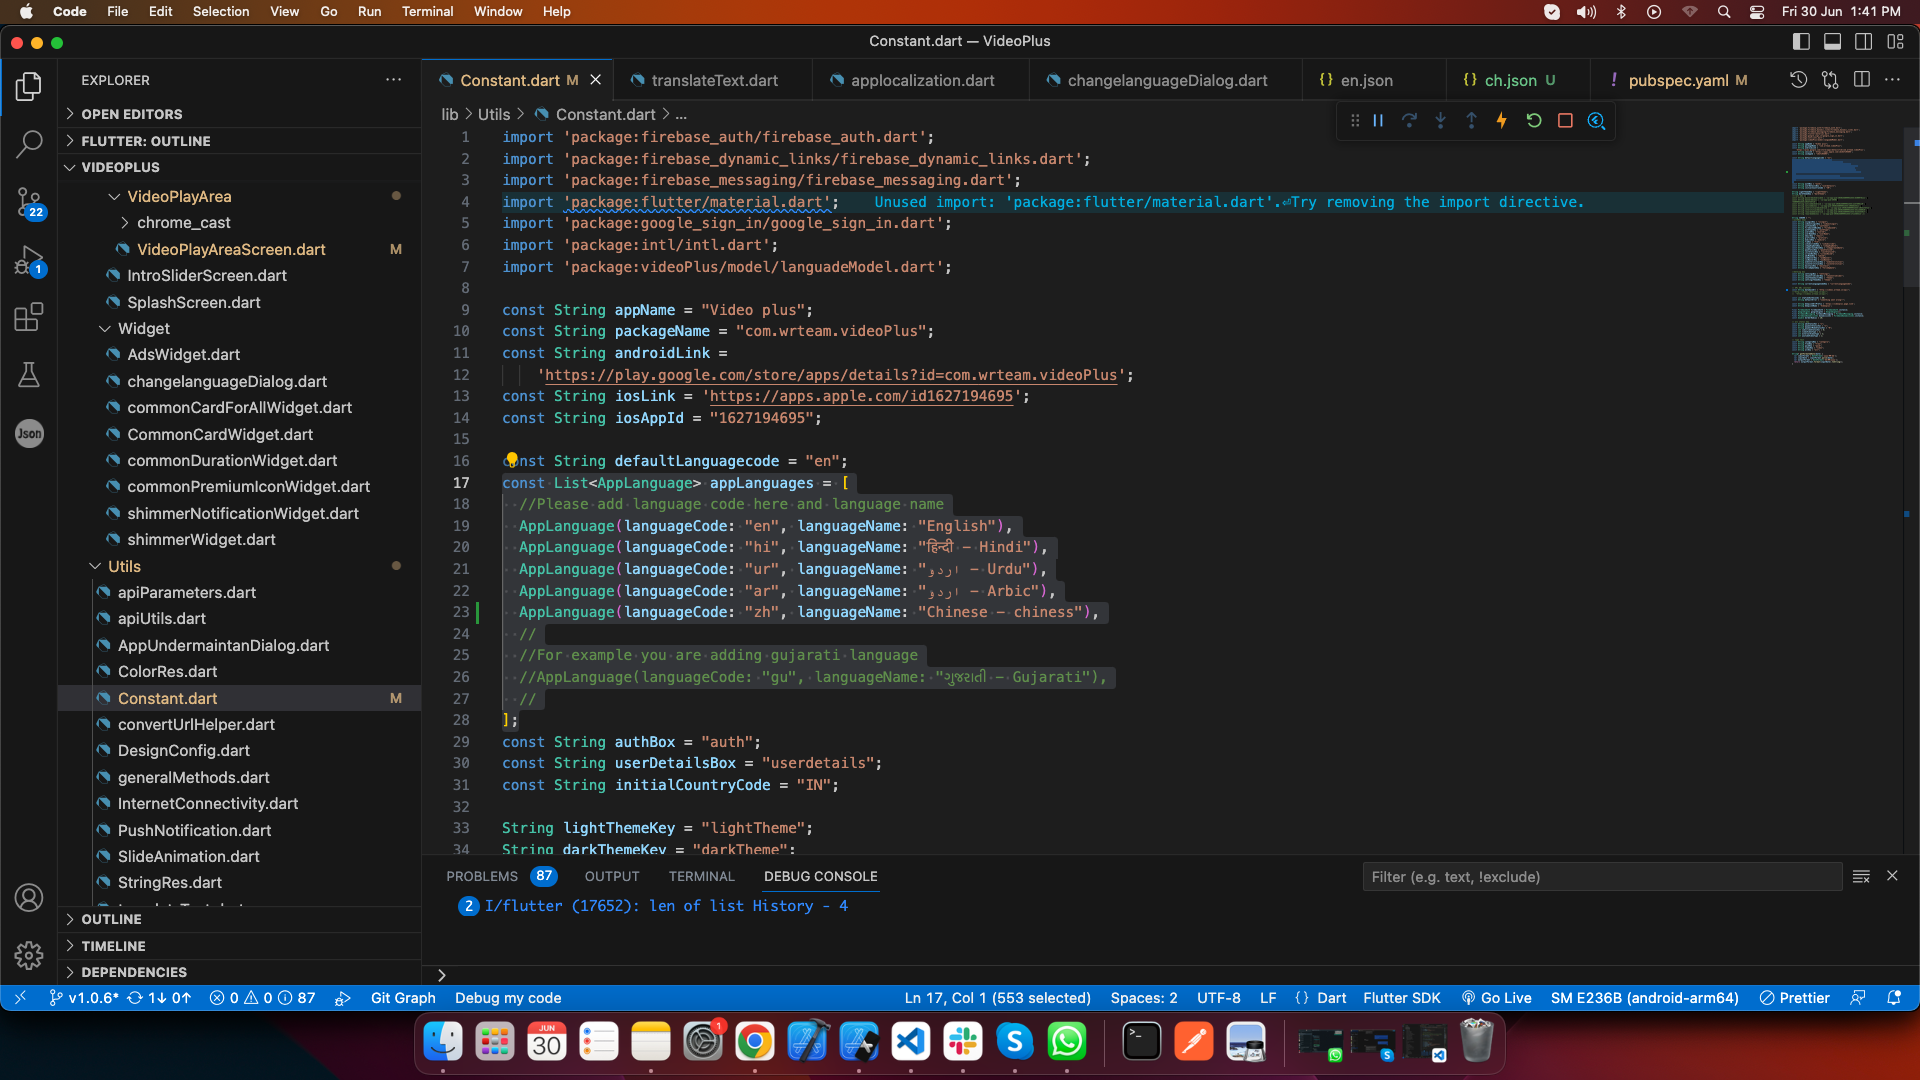 Code File Edit Selection View Go Run Terminal Window Help Fri 30 Jun 1:41 PM
Constant.dart — VideoPlus
EXPLORER
Constant.dart M translateText.dart applocalization.dart changelanguageDialog.dart {} en.json {} ch.json U ! pubspec.yaml M
lib > Utils > Constant.dart > ...
OPEN EDITORS
FLUTTER: OUTLINE
VIDEOPLUS
VideoPlayArea
chrome_cast
VideoPlayAreaScreen.dart M
IntroSliderScreen.dart
SplashScreen.dart
Widget
AdsWidget.dart
changelanguageDialog.dart
commonCardForAllWidget.dart
CommonCardWidget.dart
commonDurationWidget.dart
commonPremiumIconWidget.dart
shimmerNotificationWidget.dart
shimmerWidget.dart
Utils
apiParameters.dart
apiUtils.dart
AppUndermaintanDialog.dart
ColorRes.dart
Constant.dart M
convertUrlHelper.dart
DesignConfig.dart
generalMethods.dart
InternetConnectivity.dart
PushNotification.dart
SlideAnimation.dart
StringRes.dart
OUTLINE
TIMELINE
DEPENDENCIES
22
1
Json
1 import 'package:firebase_auth/firebase_auth.dart';
2 import 'package:firebase_dynamic_links/firebase_dynamic_links.dart';
3 import 'package:firebase_messaging/firebase_messaging.dart';
4 import 'package:flutter/material.dart'; Unused import: 'package:flutter/material.dart'.⏎Try removing the import directive.
5 import 'package:google_sign_in/google_sign_in.dart';
6 import 'package:intl/intl.dart';
7 import 'package:videoPlus/model/languadeModel.dart';
8
9 const String appName = "Video plus";
10 const String packageName = "com.wrteam.videoPlus";
11 const String androidLink =
12 'https://play.google.com/store/apps/details?id=com.wrteam.videoPlus';
13 const String iosLink = 'https://apps.apple.com/id1627194695';
14 const String iosAppId = "1627194695";
15
16 const String defaultLanguagecode = "en";
17 const List<AppLanguage> appLanguages = [
18 //Please add language code here and language name
19 AppLanguage(languageCode: "en", languageName: "English"),
20 AppLanguage(languageCode: "hi", languageName: "हिन्दी - Hindi"),
21 AppLanguage(languageCode: "ur", languageName: "اردو - Urdu"),
22 AppLanguage(languageCode: "ar", languageName: "اردو - Arbic"),
23 AppLanguage(languageCode: "zh", languageName: "Chinese - chiness"),
24 //
25 //For example you are adding gujarati language
26 //AppLanguage(languageCode: "gu", languageName: "ગુજરાતી - Gujarati"),
27 //
28 ];
29 const String authBox = "auth";
30 const String userDetailsBox = "userdetails";
31 const String initialCountryCode = "IN";
32
33 String lightThemeKey = "lightTheme";
34 String darkThemeKey = "darkTheme";
PROBLEMS 87 OUTPUT TERMINAL DEBUG CONSOLE Filter (e.g. text, !exclude)
2 I/flutter (17652): len of list History - 4
>
v1.0.6* 1↓ 0↑ 0 0 87 Git Graph Debug my code Ln 17, Col 1 (553 selected) Spaces: 2 UTF-8 LF {} Dart Flutter SDK Go Live SM E236B (android-arm64) Prettier
JUN
30
1